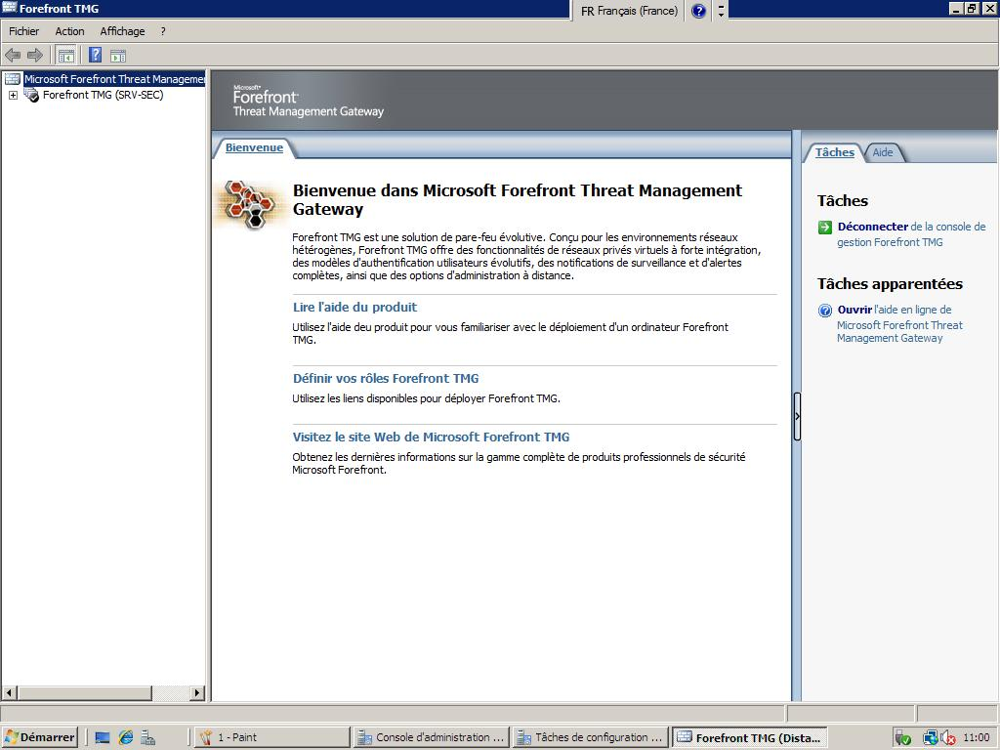 Forefront TMG
FR Français (France)
Fichier Action Affichage ?
Microsoft Forefront Threat Managemen
Forefront TMG (SRV-SEC)
Microsoft
Forefront
Threat Management Gateway
Bienvenue
Bienvenue dans Microsoft Forefront Threat Management
Gateway
Forefront TMG est une solution de pare-feu évolutive. Conçu pour les environnements réseaux
hétérogènes, Forefront TMG offre des fonctionnalités de réseaux privés virtuels à forte intégration,
des modèles d'authentification utilisateurs évolutifs, des notifications de surveillance et d'alertes
complètes, ainsi que des options d'administration à distance.
Lire l'aide du produit
Utilisez l'aide deu produit pour vous familiariser avec le déploiement d'un ordinateur Forefront
TMG.
Définir vos rôles Forefront TMG
Utilisez les liens disponibles pour déployer Forefront TMG.
Visitez le site Web de Microsoft Forefront TMG
Obtenez les dernières informations sur la gamme complète de produits professionnels de sécurité
Microsoft Forefront.
Tâches Aide
Tâches
Déconnecter de la console de
gestion Forefront TMG
Tâches apparentées
Ouvrir l'aide en ligne de
Microsoft Forefront Threat
Management Gateway
Démarrer
1 - Paint
Console d'administration ...
Tâches de configuration ...
Forefront TMG (Dista...
11:00